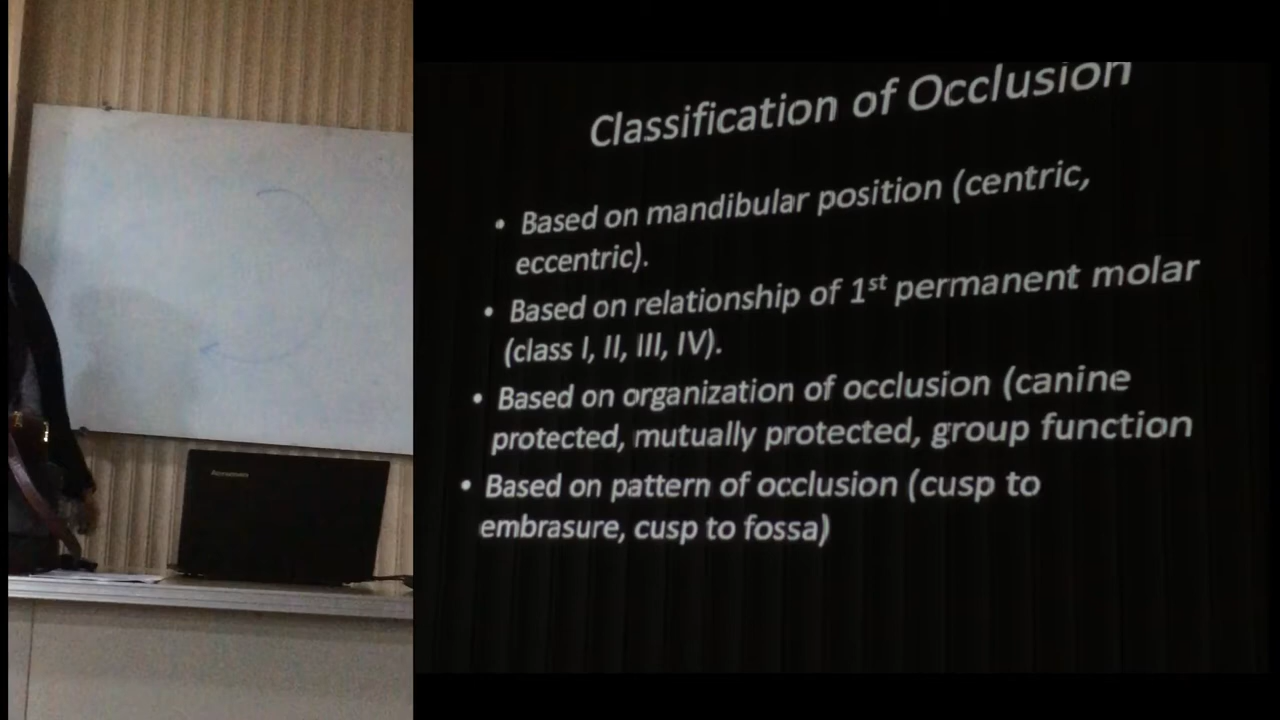 Classification of Occlusion
• Based on mandibular position (centric,
eccentric).
• Based on relationship of 1st permanent molar
(class I, II, III, IV).
• Based on organization of occlusion (canine
protected, mutually protected, group function
• Based on pattern of occlusion (cusp to
embrasure, cusp to fossa)
lenovo